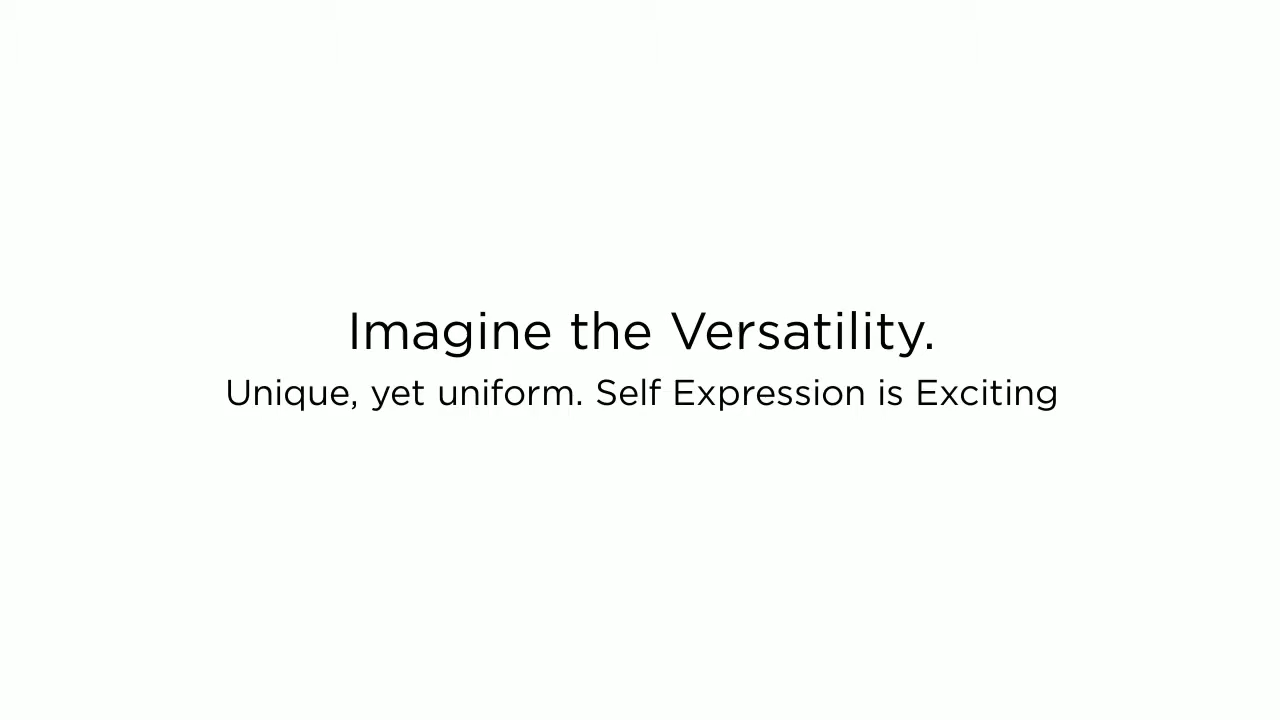 Imagine the Versatility.
Unique, yet uniform. Self Expression is Exciting